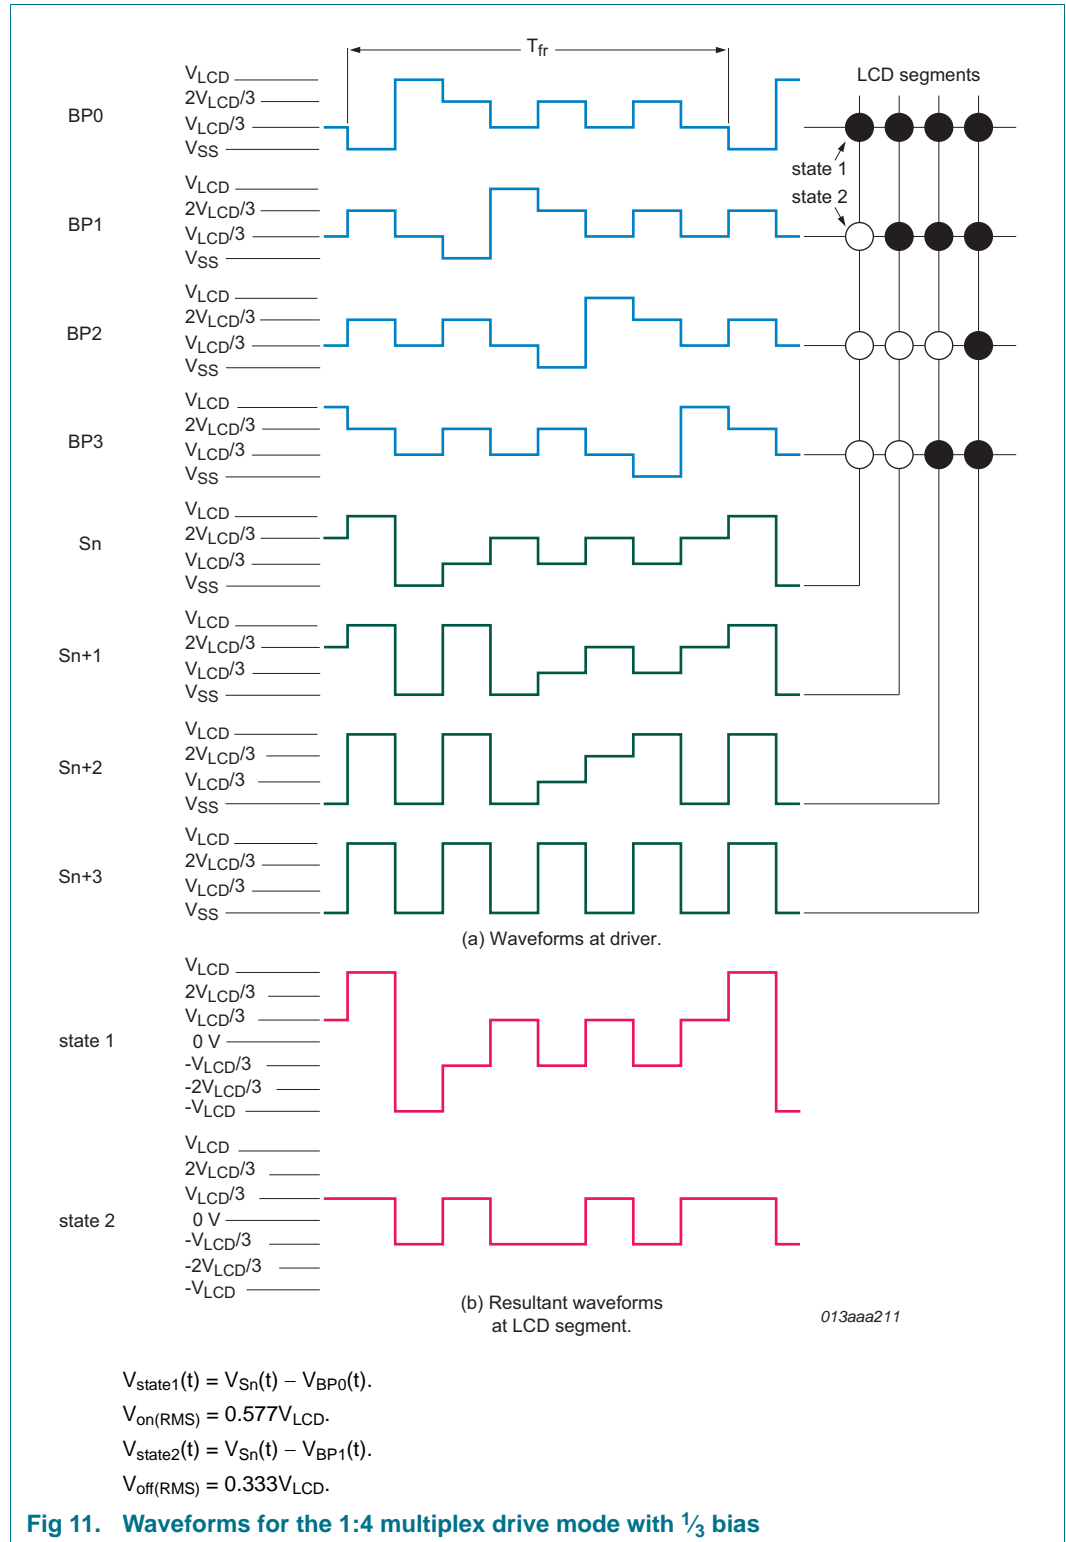 Tfr
LCD segments
BP0
VLCD
2VLCD/3
VLCD/3
VSS
state 1
state 2
BP1
VLCD
2VLCD/3
VLCD/3
VSS
BP2
VLCD
2VLCD/3
VLCD/3
VSS
BP3
VLCD
2VLCD/3
VLCD/3
VSS
Sn
VLCD
2VLCD/3
VLCD/3
VSS
Sn+1
VLCD
2VLCD/3
VLCD/3
VSS
Sn+2
VLCD
2VLCD/3
VLCD/3
VSS
Sn+3
VLCD
2VLCD/3
VLCD/3
VSS
(a) Waveforms at driver.
state 1
VLCD
2VLCD/3
VLCD/3
0 V
-VLCD/3
-2VLCD/3
-VLCD
state 2
VLCD
2VLCD/3
VLCD/3
0 V
-VLCD/3
-2VLCD/3
-VLCD
(b) Resultant waveforms
at LCD segment.
013aaa211
Vstate1(t) = VSn(t) − VBP0(t).
Von(RMS) = 0.577VLCD.
Vstate2(t) = VSn(t) − VBP1(t).
Voff(RMS) = 0.333VLCD.
Fig 11. Waveforms for the 1:4 multiplex drive mode with 1⁄3 bias